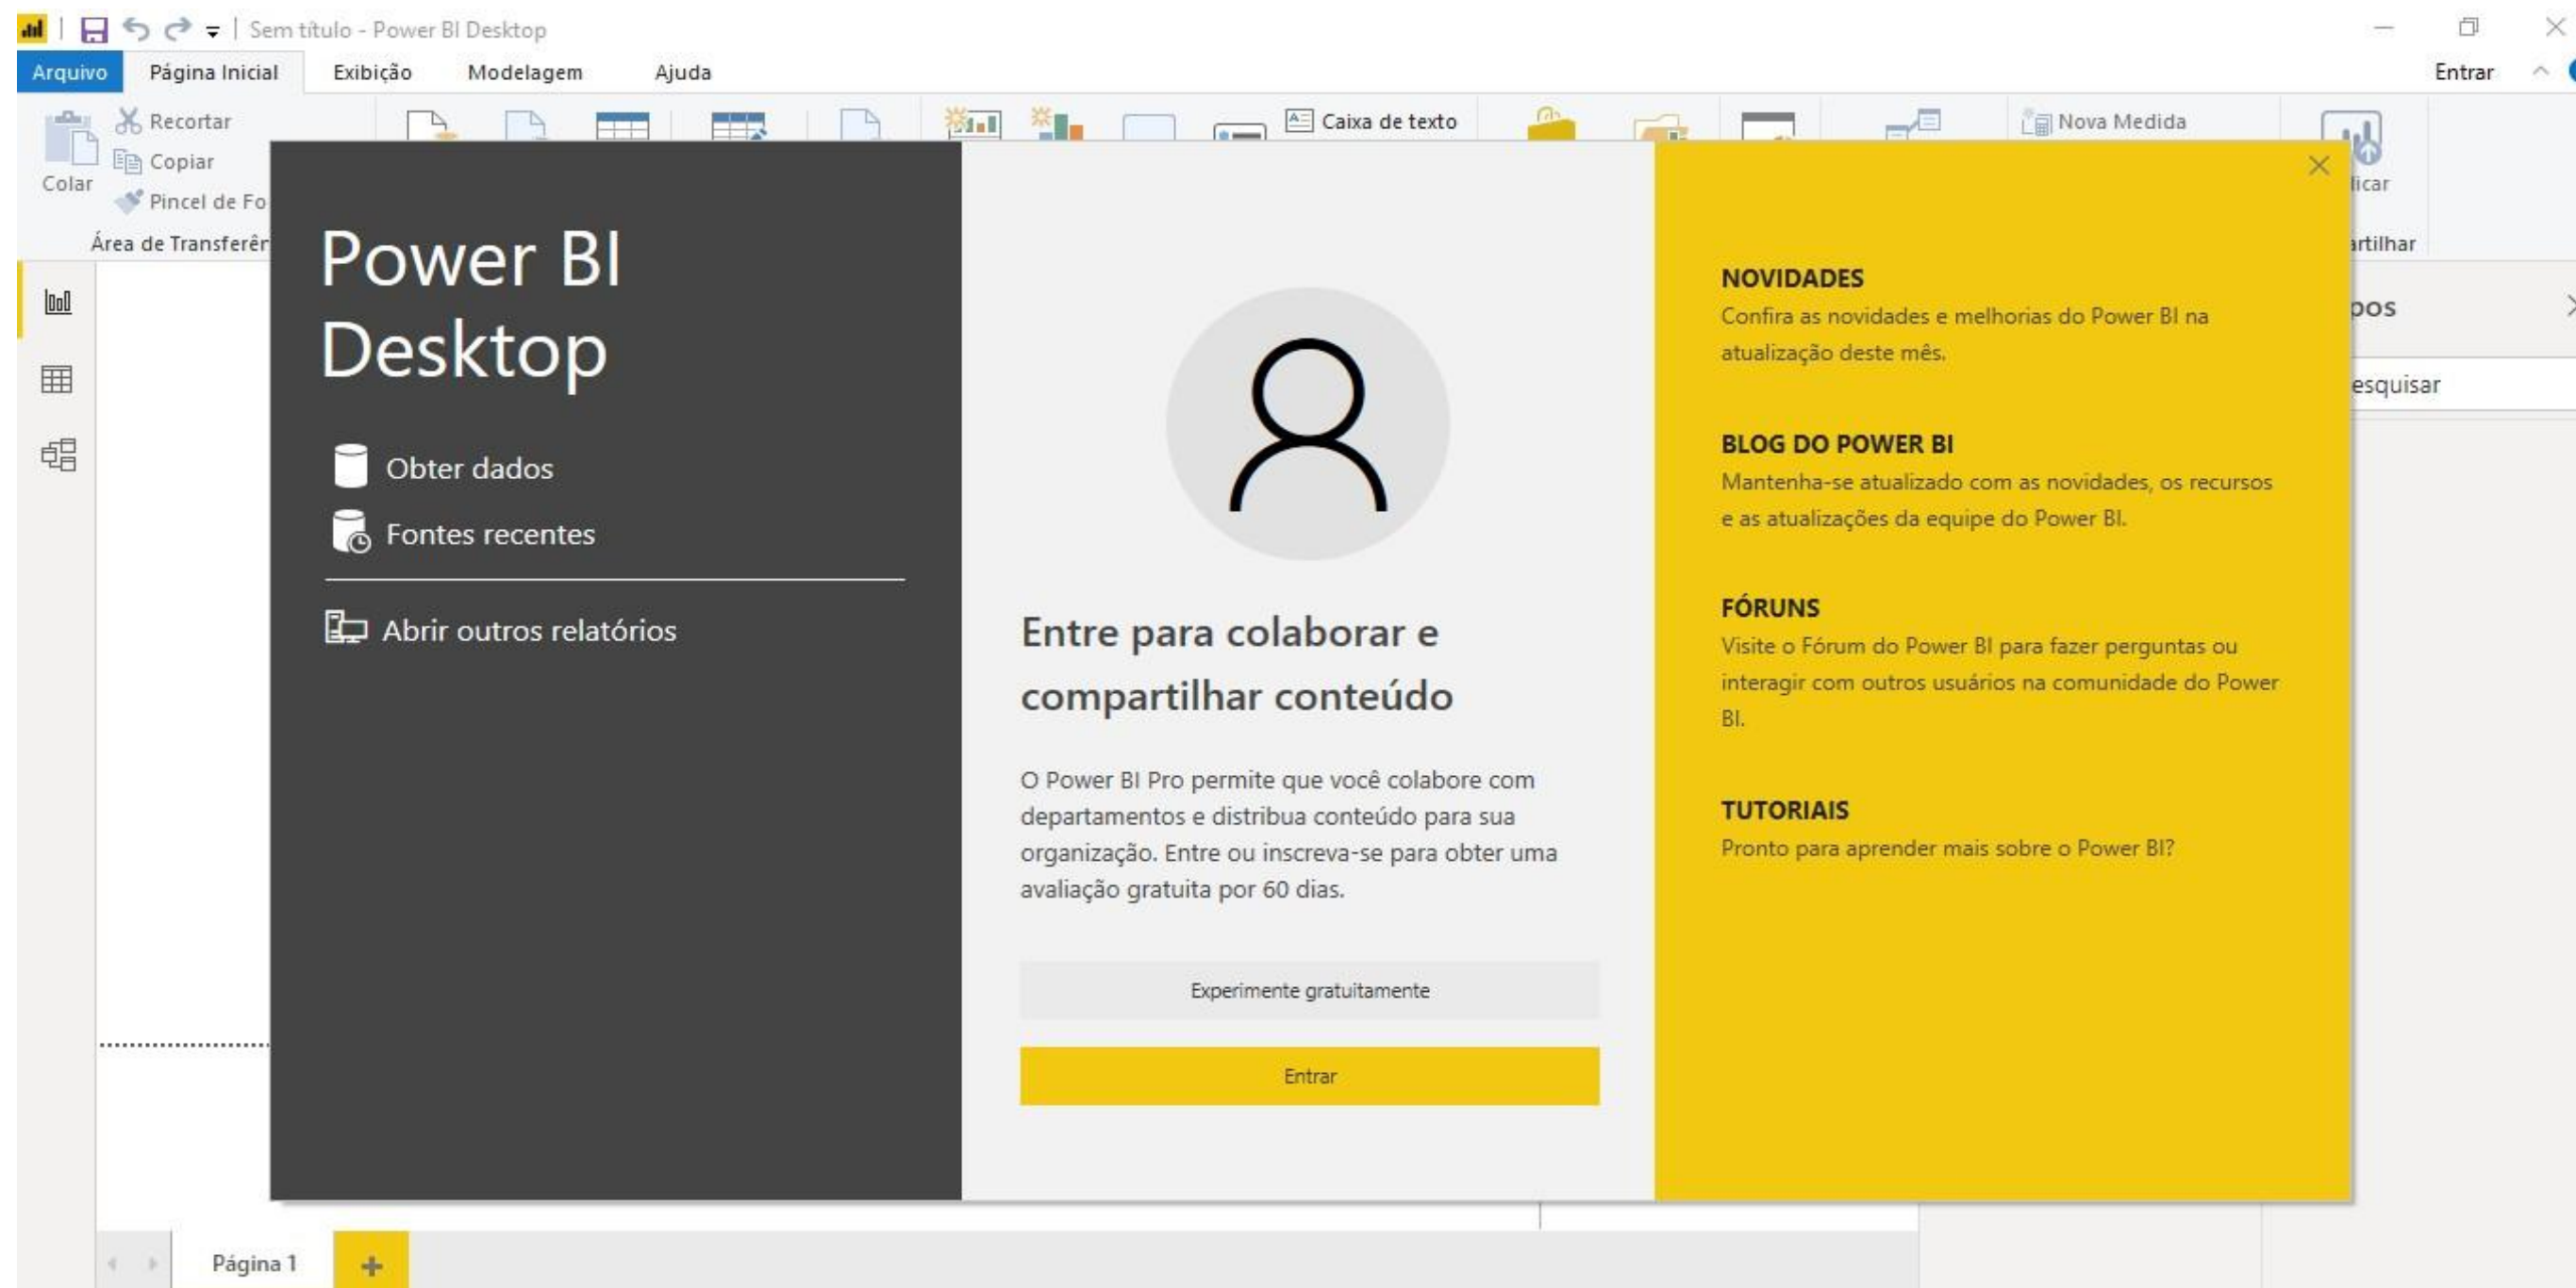 Sem título - Power BI Desktop
Arquivo Página Inicial Exibição Modelagem Ajuda Entrar
Recortar
Copiar
Colar
Pincel de
Área de
Caixa de texto
Nova Medida
Power BI
Desktop
Obter dados
Fontes recentes
Abrir outros relatórios
Entre para colaborar e
compartilhar conteúdo
O Power BI Pro permite que você colabore com
departamentos e distribua conteúdo para sua
organização. Entre ou inscreva-se para obter uma
avaliação gratuita por 60 dias.
Experimente gratuitamente
Entrar
NOVIDADES
Confira as novidades e melhorias do Power BI na
atualização deste mês.
BLOG DO POWER BI
Mantenha-se atualizado com as novidades, os recursos
e as atualizações da equipe do Power BI.
FÓRUNS
Visite o Fórum do Power BI para fazer perguntas ou
interagir com outros usuários na comunidade do Power
BI.
TUTORIAIS
Pronto para aprender mais sobre o Power BI?
Página 1